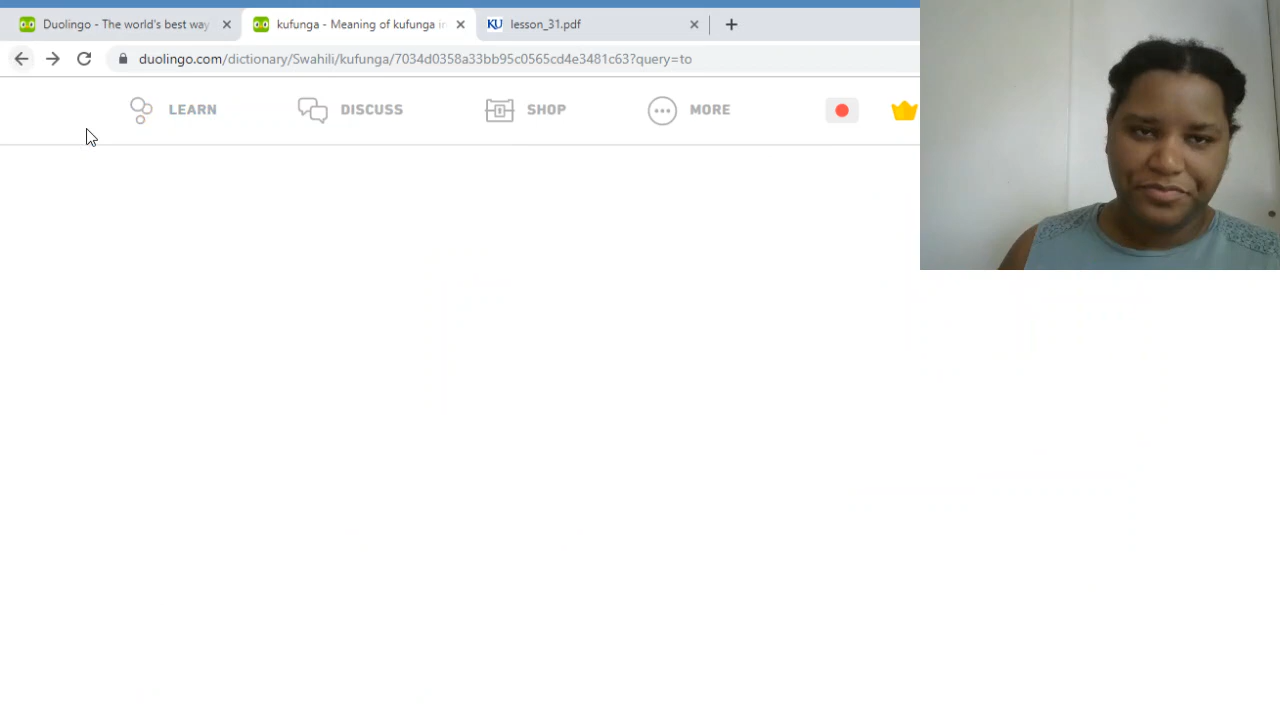 Duolingo - The world's best way
kufunga - Meaning of kufunga in
KU lesson_31.pdf
duolingo.com/dictionary/Swahili/kufunga/7034d0358a33bb95c0565cd4e3481c63?query=to
LEARN DISCUSS SHOP MORE